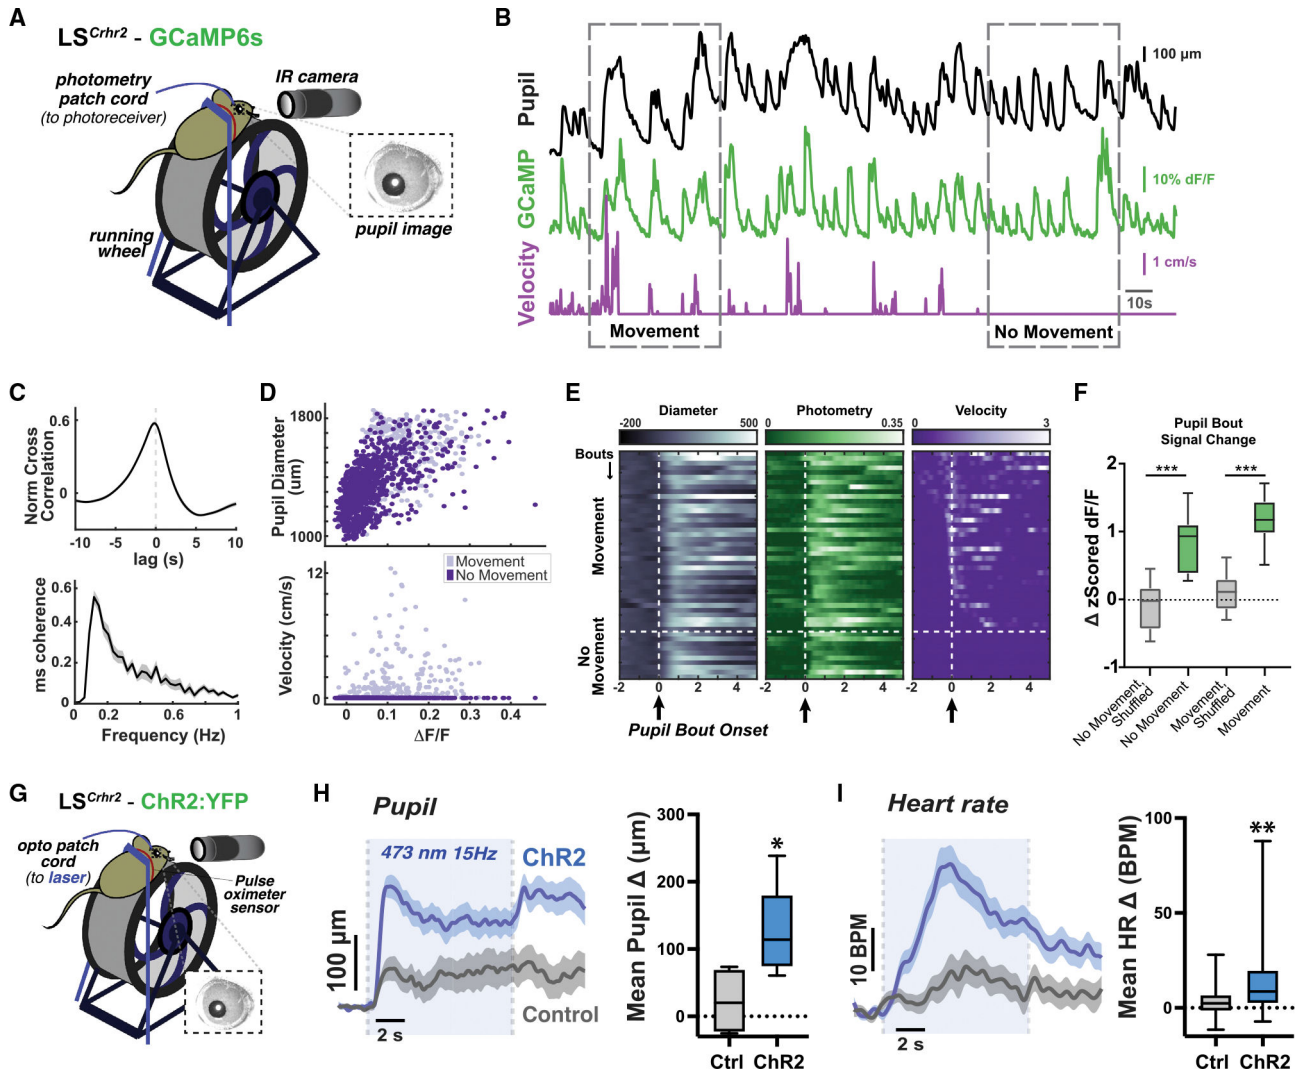 A
LS Crhr2 - GCaMP6s
photometry
patch cord
(to photoreceiver)
IR camera
running
wheel
pupil image
B
Pupil
GCaMP
Velocity
100 µm
10% dF/F
1 cm/s
10s
Movement
No Movement
C
Norm Cross
Correlation
0.6
0
-10
-5
0
5
10
lag (s)
ms coherence
0.6
0.4
0.2
0
0
0.2
0.6
1
Frequency (Hz)
D
Pupil Diameter
(um)
1800
1000
Movement
No Movement
Velocity (cm/s)
12
0
0
0.1
0.2
0.3
0.4
ΔF/F
E
Diameter
-200
500
Photometry
0
0.35
Velocity
0
3
Bouts
Movement
No
Movement
-2
0
2
4
-2
0
2
4
-2
0
2
4
Pupil Bout Onset
F
Pupil Bout
Signal Change
Δ zScored dF/F
2
1
0
-1
***
***
No Movement,
Shuffled
No Movement
Movement,
Shuffled
Movement
G
LS Crhr2 - ChR2:YFP
opto patch
cord
(to laser)
Pulse
oximeter
sensor
H
Pupil
473 nm 15Hz
ChR2
Control
100 µm
2 s
Mean Pupil Δ (µm)
300
200
100
0
*
Ctrl
ChR2
I
Heart rate
10 BPM
2 s
Mean HR Δ (BPM)
100
50
0
**
Ctrl
ChR2